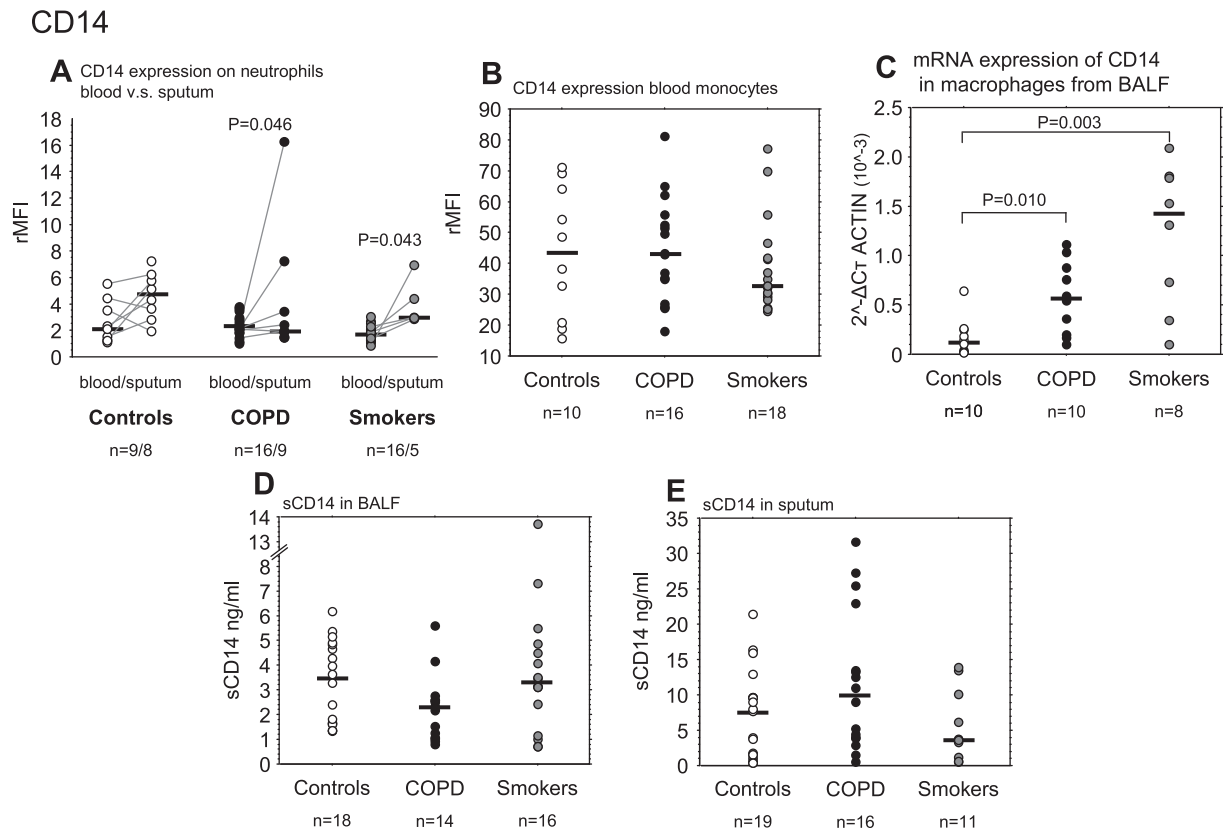 CD14
A CD14 expression on neutrophils
blood v.s. sputum
rMFI
18
16
14
12
10
8
6
4
2
0
P=0.046
P=0.043
blood/sputum blood/sputum blood/sputum
Controls COPD Smokers
n=9/8 n=16/9 n=16/5
B CD14 expression blood monocytes
rMFI
90
80
70
60
50
40
30
20
10
Controls COPD Smokers
n=10 n=16 n=18
C mRNA expression of CD14
in macrophages from BALF
2^-ΔCᴛ ACTIN (10^-3)
2.5
2.0
1.5
1.0
0.5
0
P=0.003
P=0.010
Controls COPD Smokers
n=10 n=10 n=8
D sCD14 in BALF
sCD14 ng/ml
14
13
8
7
6
5
4
3
2
1
0
Controls COPD Smokers
n=18 n=14 n=16
E sCD14 in sputum
sCD14 ng/ml
35
30
25
20
15
10
5
0
Controls COPD Smokers
n=19 n=16 n=11